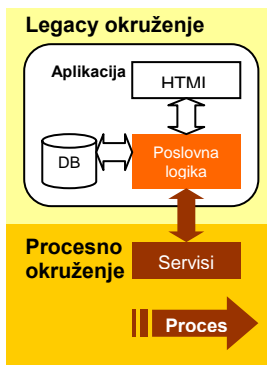 Legacy okruženje
Aplikacija
HTMl
DB
Poslovna
logika
Procesno
okruženje
Servisi
Proces